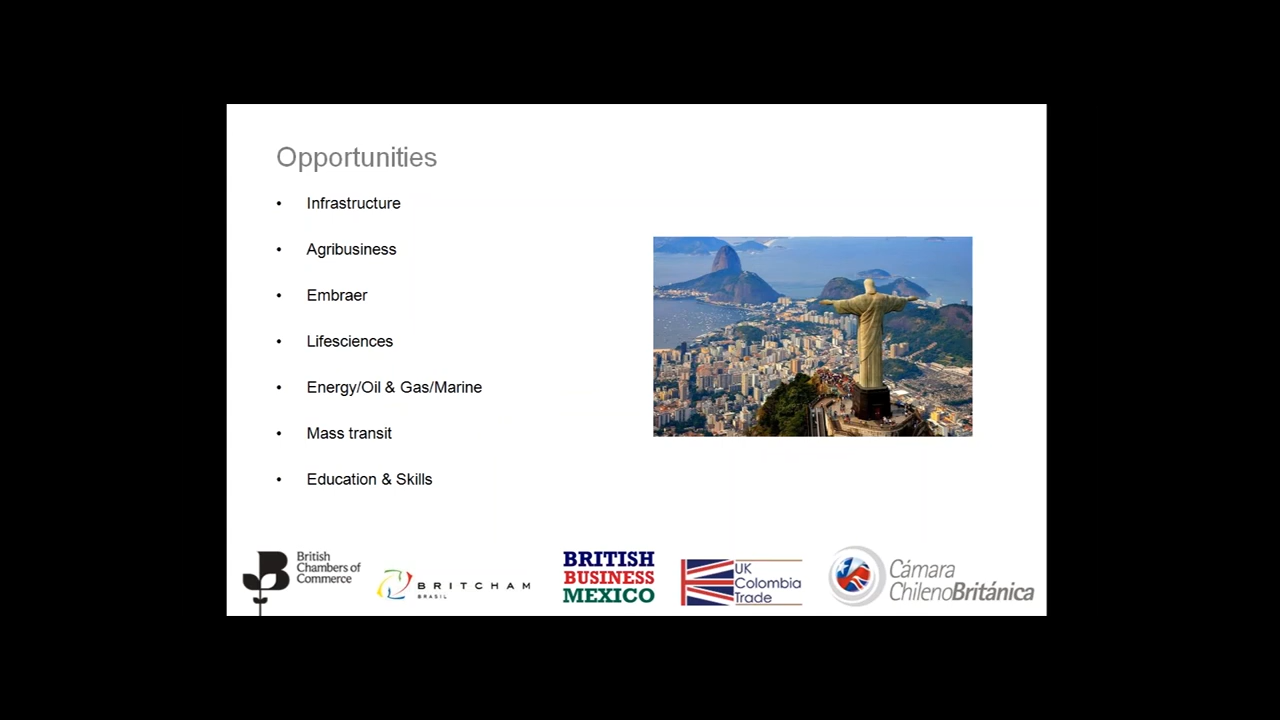 Opportunities
• Infrastructure
• Agribusiness
• Embraer
• Lifesciences
• Energy/Oil & Gas/Marine
• Mass transit
• Education & Skills
British
Chambers of
Commerce
BRITCHAM
BRASIL
BRITISH
BUSINESS
MEXICO
UK
Colombia
Trade
Cámara
ChilenoBritánica